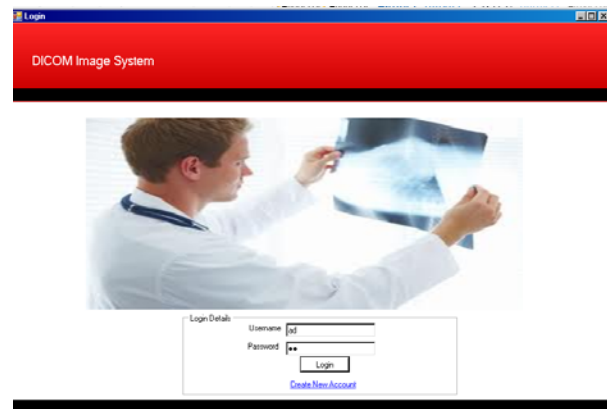 Login
DICOM Image System
Login Details
Username ad
Password ●●
Login
Create New Account